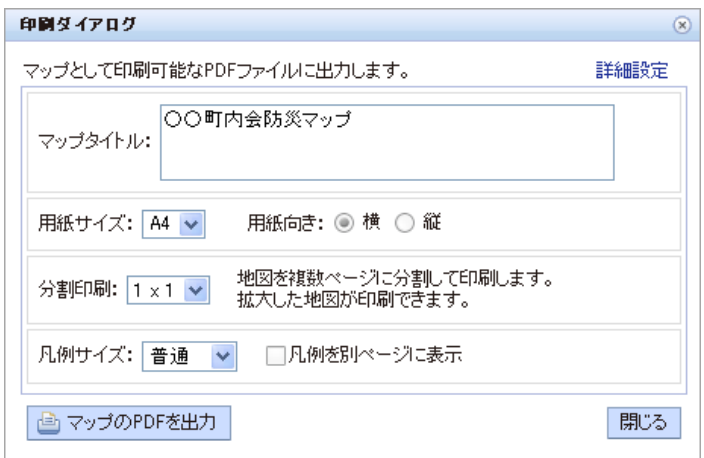 印刷ダイアログ
マップとして印刷可能なPDFファイルに出力します。 詳細設定
マップタイトル: 〇〇町内会防災マップ
用紙サイズ: A4 用紙向き: 横 縦
分割印刷: 1 x 1 地図を複数ページに分割して印刷します。
拡大した地図が印刷できます。
凡例サイズ: 普通 凡例を別ページに表示
マップのPDFを出力 閉じる